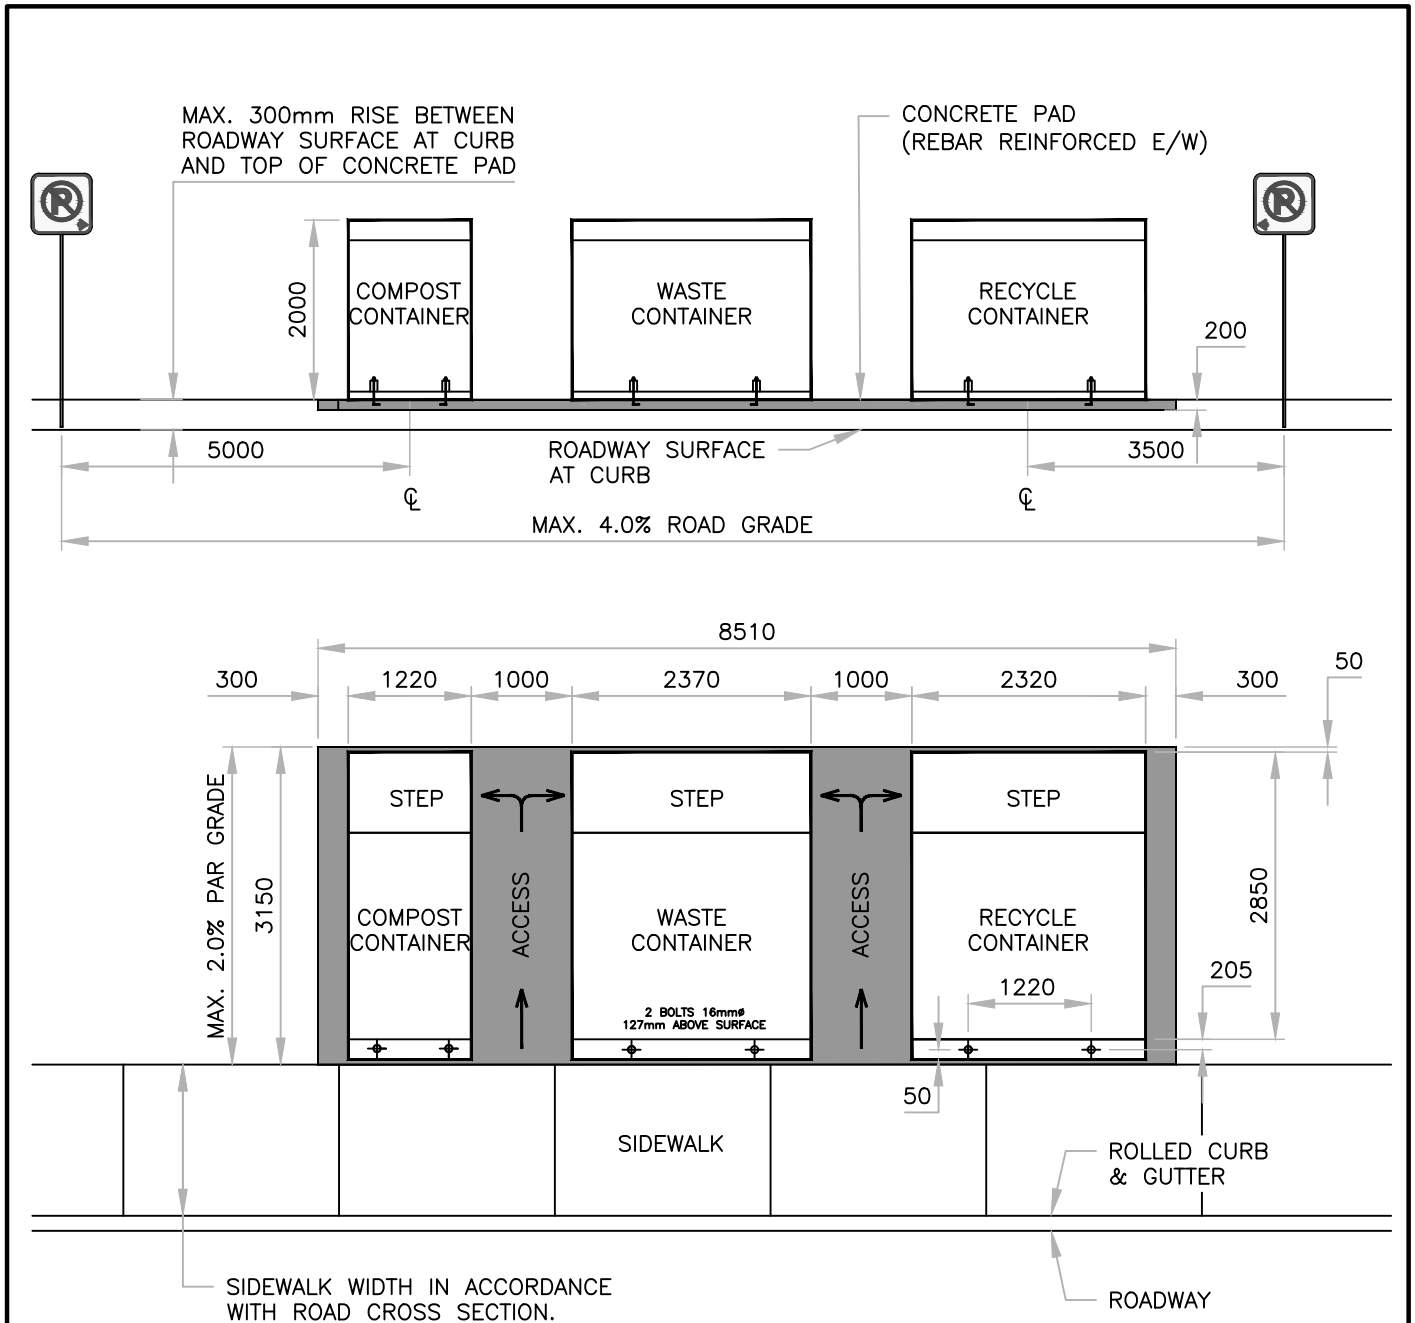 MAX. 300mm RISE BETWEEN
ROADWAY SURFACE AT CURB
AND TOP OF CONCRETE PAD
CONCRETE PAD
(REBAR REINFORCED E/W)
P
P
2000
COMPOST
CONTAINER
WASTE
CONTAINER
RECYCLE
CONTAINER
200
5000
ROADWAY SURFACE
AT CURB
3500
℄
℄
MAX. 4.0% ROAD GRADE
8510
300
1220
1000
2370
1000
2320
300
50
MAX. 2.0% PAR GRADE
3150
STEP
STEP
STEP
COMPOST
CONTAINER
ACCESS
WASTE
CONTAINER
ACCESS
RECYCLE
CONTAINER
2850
205
1220
2 BOLTS 16mmø
127mm ABOVE SURFACE
50
SIDEWALK
ROLLED CURB
& GUTTER
SIDEWALK WIDTH IN ACCORDANCE
WITH ROAD CROSS SECTION.
ROADWAY